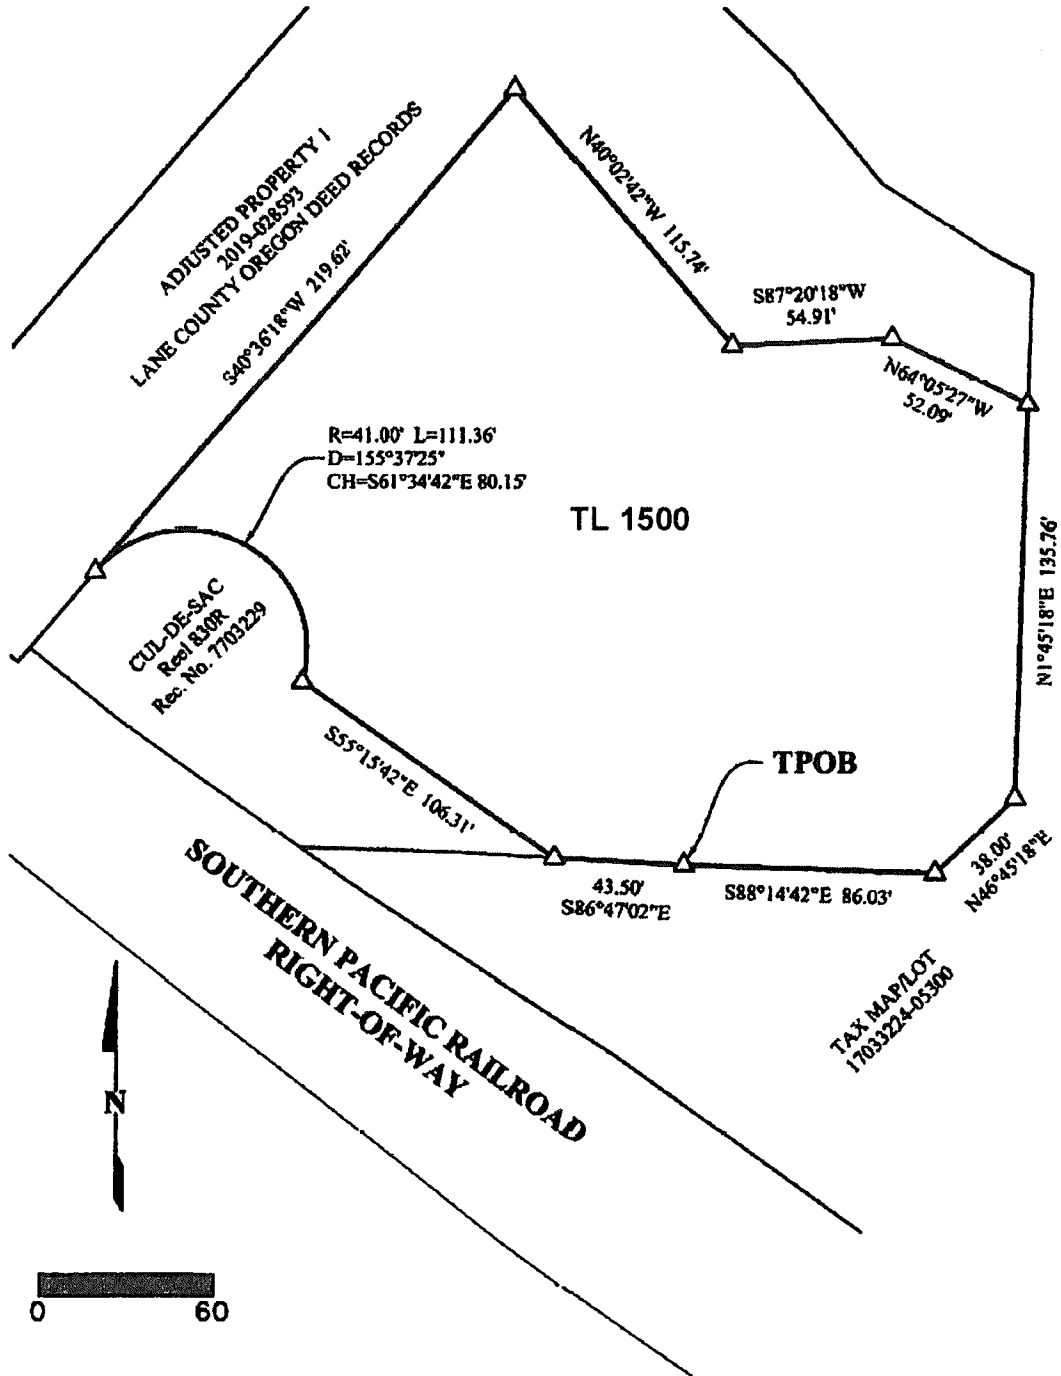 ADJUSTED PROPERTY 1
2019-028593
LANE COUNTY OREGON DEED RECORDS
S40°36'18"W 219.62'
N40°02'42"W 115.74'
S87°20'18"W
54.91'
N64°05'27"W
52.09'
R=41.00' L=111.36'
D=155°37'25"
CH=S61°34'42"E 80.15'
TL 1500
N1°45'18"E 135.76'
CUL-DE-SAC
Reel 830R
Rec. No. 7703229
S55°15'42"E 106.31'
TPOB
43.50'
S86°47'02"E
S88°14'42"E 86.03'
38.00'
N46°45'18"E
SOUTHERN PACIFIC RAILROAD
RIGHT-OF-WAY
TAX MAP/LOT
17033224-05300
N
0 60